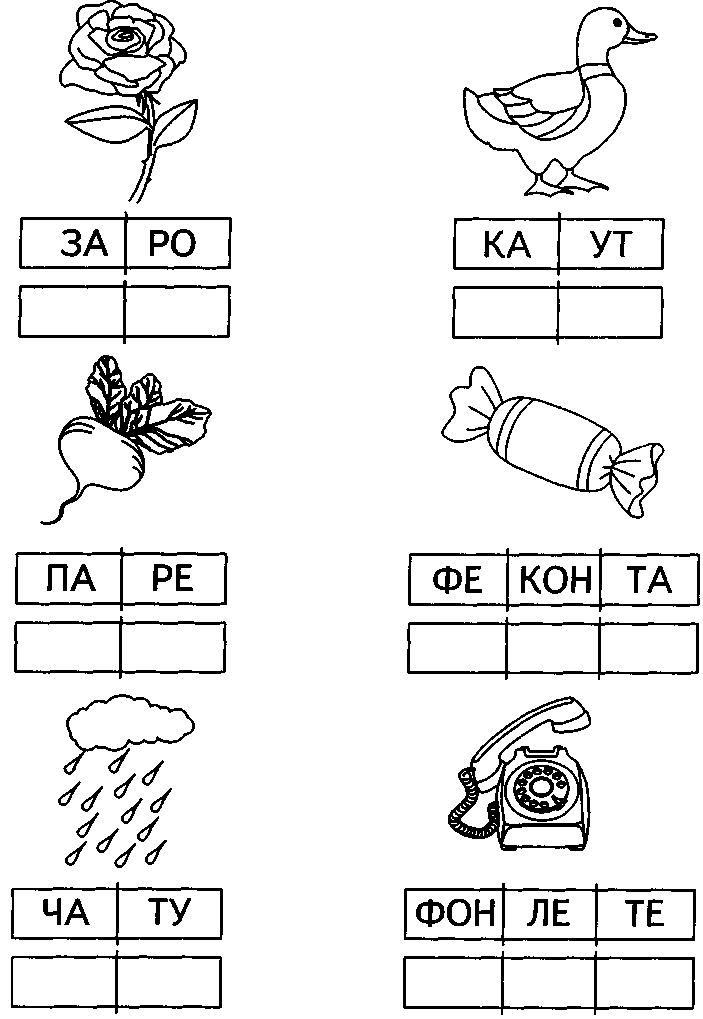 ЗА РО
КА УТ
ПА РЕ
ФЕ КОН ТА
ЧА ТУ
ФОН ЛЕ ТЕ